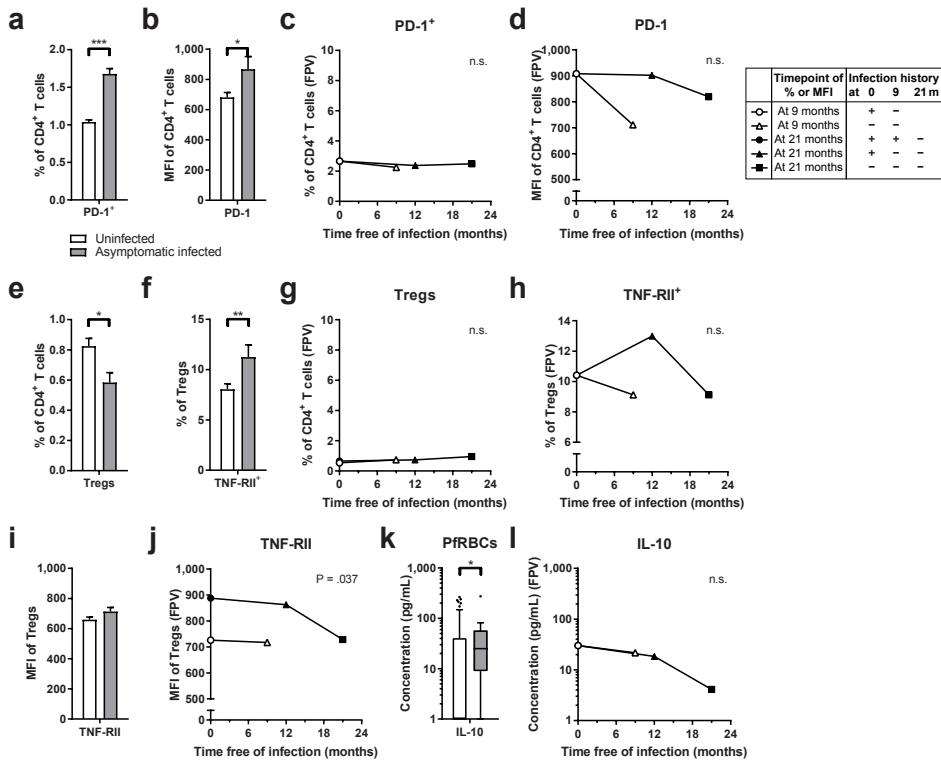 a
***
2.0
1.5
1.0
0.5
0.0
% of CD4+ T cells
PD-1+
b
*
1,000
800
600
400
200
0
MFI of CD4+ T cells
PD-1
c
PD-1+
n.s.
10
8
6
4
2
0
% of CD4+ T cells (FPV)
0 6 12 18 24
Time free of infection (months)
d
PD-1
n.s.
1,000
900
800
700
600
500
0
MFI of CD4+ T cells (FPV)
0 6 12 18 24
Time free of infection (months)
Timepoint of % or MFI
Infection history
at 0 9 21 m
At 9 months + −
At 9 months − −
At 21 months + + −
At 21 months + − −
At 21 months − − −
Uninfected
Asymptomatic infected
e
*
1.0
0.8
0.6
0.4
0.2
0.0
% of CD4+ T cells
Tregs
f
**
15
10
5
0
% of Tregs
TNF-RII+
g
Tregs
n.s.
10
8
6
4
2
0
% of CD4+ T cells (FPV)
0 6 12 18 24
Time free of infection (months)
h
TNF-RII+
n.s.
14
12
10
8
6
4
0
% of Tregs (FPV)
0 6 12 18 24
Time free of infection (months)
i
1,000
800
600
400
200
0
MFI of Tregs
TNF-RII
j
TNF-RII
P = .037
1,000
900
800
700
600
500
0
MFI of Tregs (FPV)
0 6 12 18 24
Time free of infection (months)
k
PfRBCs
*
1,000
100
10
1
Concentration (pg/mL)
IL-10
l
IL-10
n.s.
1,000
100
10
1
Concentration (pg/mL) (FPV)
0 6 12 18 24
Time free of infection (months)